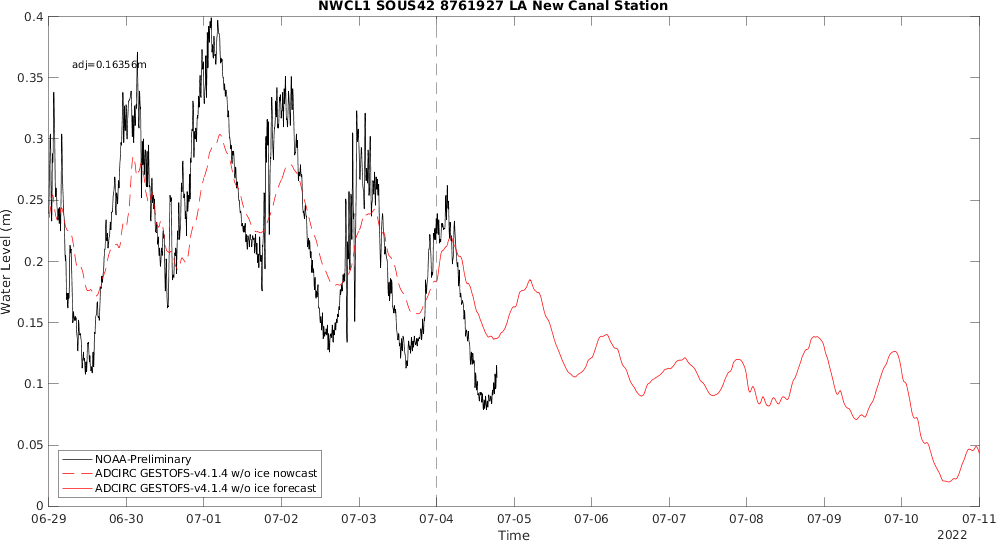 NWCL1 SOUS42 8761927 LA New Canal Station
adj=0.16356m
Water Level (m)
0.4
0.35
0.3
0.25
0.2
0.15
0.1
0.05
0
NOAA-Preliminary
ADCIRC GESTOFS-v4.1.4 w/o ice nowcast
ADCIRC GESTOFS-v4.1.4 w/o ice forecast
06-29 06-30 07-01 07-02 07-03 07-04 07-05 07-06 07-07 07-08 07-09 07-10 07-11
Time
2022